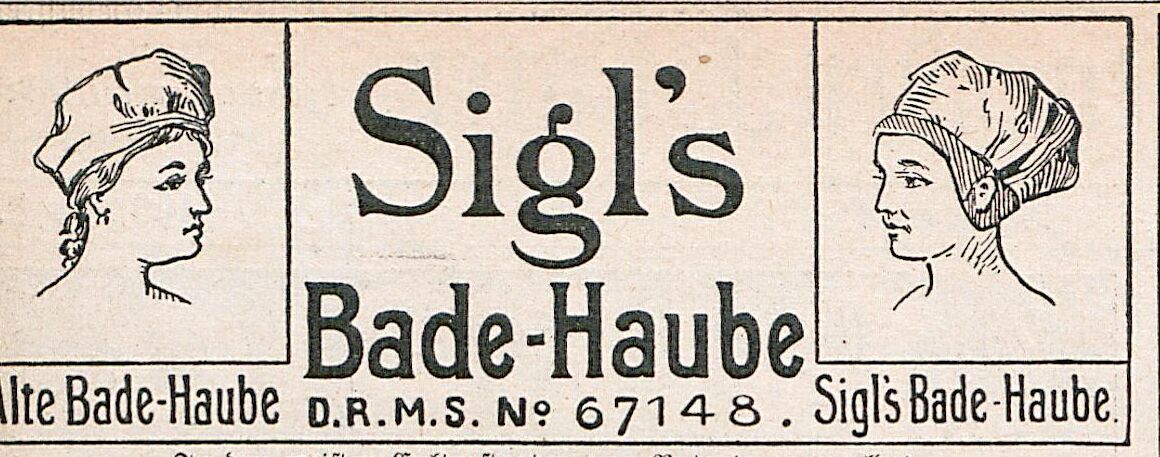 Sigl's
Bade-Haube
D.R.M.S. Nº 67148.
Alte Bade-Haube
Sigl's Bade-Haube.